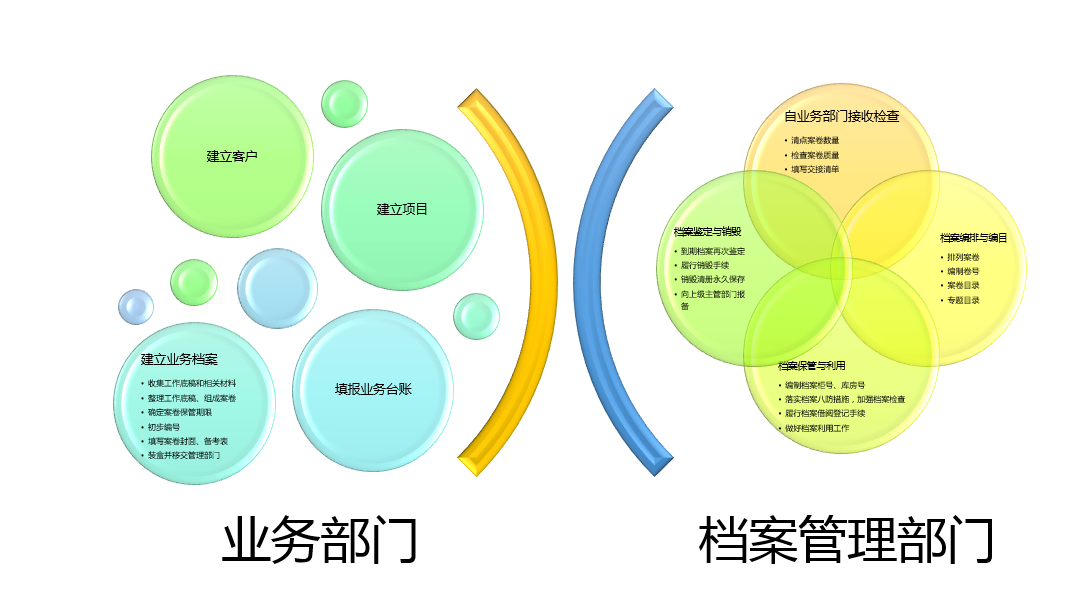 建立客户
建立项目
建立业务档案
• 收集工作底稿和相关材料
• 整理工作底稿、组成案卷
• 确定案卷保管期限
• 初步编号
• 填写案卷封面、备考表
• 装盒并移交管理部门
填报业务台账
业务部门
自业务部门接收检查
• 清点案卷数量
• 检查案卷质量
• 填写交接清单
档案鉴定与销毁
• 到期档案再次鉴定
• 履行销毁手续
• 销毁清册永久保存
• 向上级主管部门报
备
档案编排与编目
• 排列案卷
• 编制卷号
• 案卷目录
• 专题目录
档案保管与利用
• 编制档案柜号、库房号
• 落实档案八防措施，加强档案检查
• 履行档案借阅登记手续
• 做好档案利用工作
档案管理部门